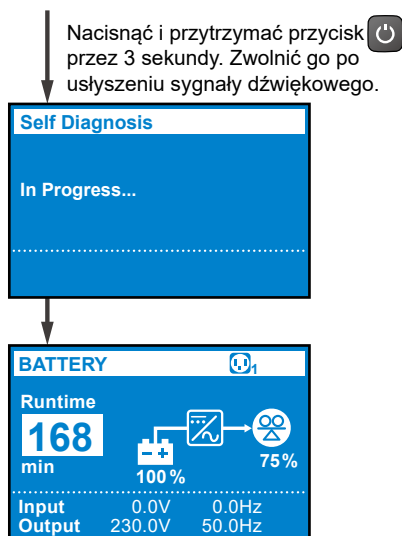 Nacisnąć i przytrzymać przycisk
przez 3 sekundy. Zwolnić go po
usłyszeniu sygnały dźwiękowego.
Self Diagnosis
In Progress...
BATTERY 1
Runtime
168
min
100%
75%
Input 0.0V 0.0Hz
Output 230.0V 50.0Hz